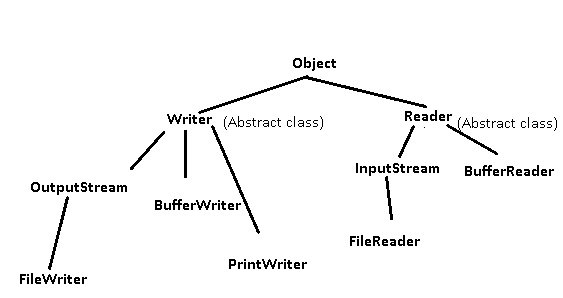 Object
Writer (Abstract class)
Reader (Abstract class)
OutputStream
BufferWriter
InputStream
BufferReader
FileReader
PrintWriter
FileWriter